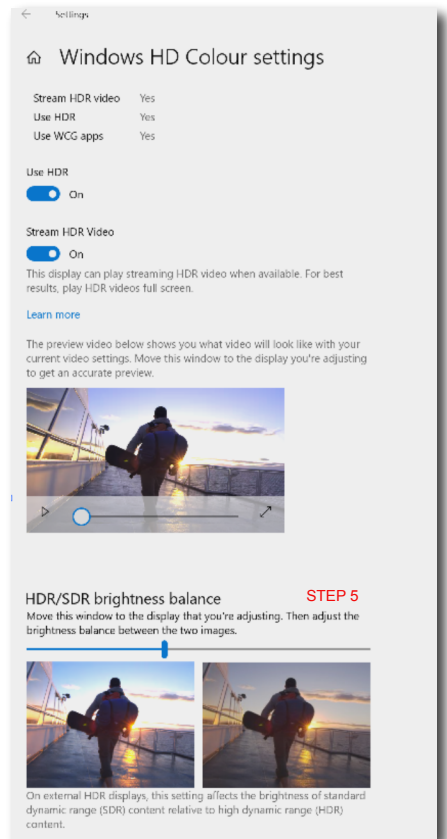 Settings
Windows HD Colour settings
Stream HDR video Yes
Use HDR Yes
Use WCG apps Yes
Use HDR
On
Stream HDR Video
On
This display can play streaming HDR video when available. For best
results, play HDR videos full screen.
Learn more
The preview video below shows you what video will look like with your
current video settings. Move this window to the display you're adjusting
to get an accurate preview.
HDR/SDR brightness balance STEP 5
Move this window to the display that you're adjusting. Then adjust the
brightness balance between the two images.
On external HDR displays, this setting affects the brightness of standard
dynamic range (SDR) content relative to high dynamic range (HDR)
content.